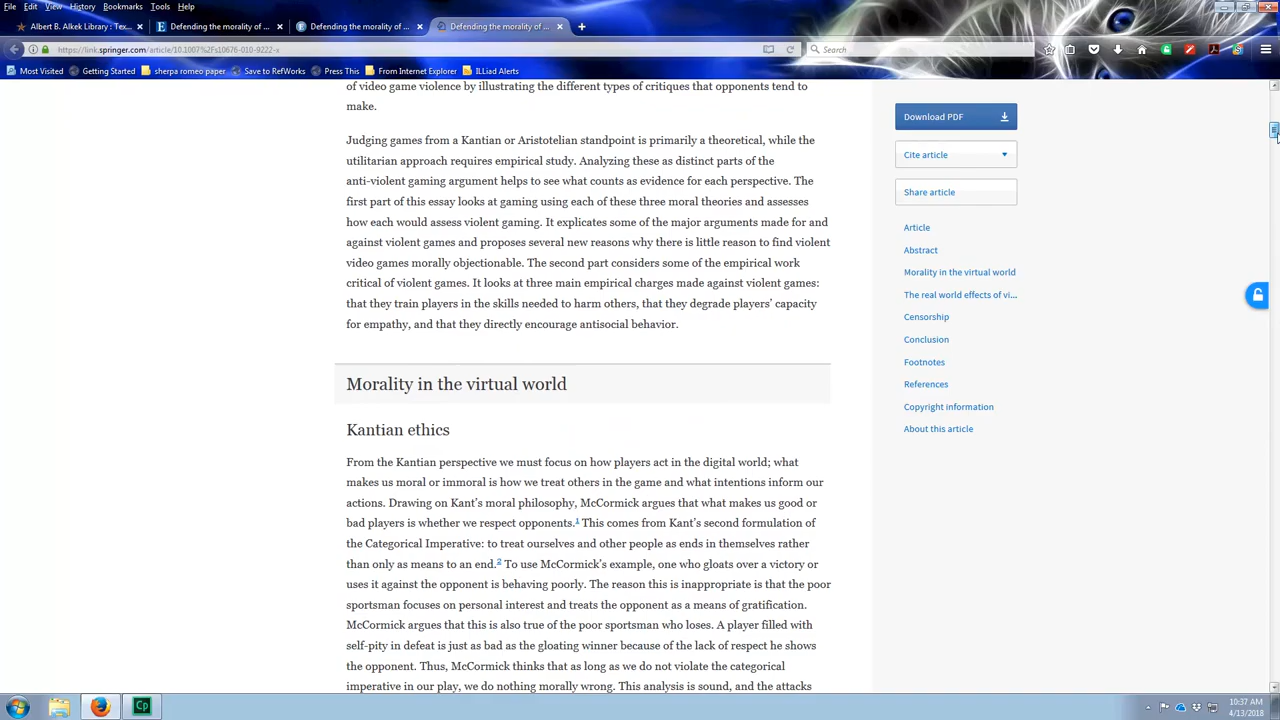 File Edit View History Bookmarks Tools Help
Albert B. Alkek Library : Tex...
Defending the morality of ...
Defending the morality of ...
Defending the morality of ...
https://link.springer.com/article/10.1007%2Fs10676-010-9222-x
Search
Most Visited
Getting Started
sherpa romeo paper
Save to RefWorks
Press This
From Internet Explorer
ILLiad Alerts
of video game violence by illustrating the different types of critiques that opponents tend to
make.
Judging games from a Kantian or Aristotelian standpoint is primarily a theoretical, while the
utilitarian approach requires empirical study. Analyzing these as distinct parts of the
anti-violent gaming argument helps to see what counts as evidence for each perspective. The
first part of this essay looks at gaming using each of these three moral theories and assesses
how each would assess violent gaming. It explicates some of the major arguments made for and
against violent games and proposes several new reasons why there is little reason to find violent
video games morally objectionable. The second part considers some of the empirical work
critical of violent games. It looks at three main empirical charges made against violent games:
that they train players in the skills needed to harm others, that they degrade players’ capacity
for empathy, and that they directly encourage antisocial behavior.
Morality in the virtual world
Kantian ethics
From the Kantian perspective we must focus on how players act in the digital world; what
makes us moral or immoral is how we treat others in the game and what intentions inform our
actions. Drawing on Kant’s moral philosophy, McCormick argues that what makes us good or
bad players is whether we respect opponents.1 This comes from Kant’s second formulation of
the Categorical Imperative: to treat ourselves and other people as ends in themselves rather
than only as means to an end.2 To use McCormick’s example, one who gloats over a victory or
uses it against the opponent is behaving poorly. The reason this is inappropriate is that the poor
sportsman focuses on personal interest and treats the opponent as a means of gratification.
McCormick argues that this is also true of the poor sportsman who loses. A player filled with
self-pity in defeat is just as bad as the gloating winner because of the lack of respect he shows
the opponent. Thus, McCormick thinks that as long as we do not violate the categorical
imperative in our play, we do nothing morally wrong. This analysis is sound, and the attacks
Download PDF
Cite article
Share article
Article
Abstract
Morality in the virtual world
The real world effects of vi...
Censorship
Conclusion
Footnotes
References
Copyright information
About this article
Cp
10:37 AM
4/13/2018